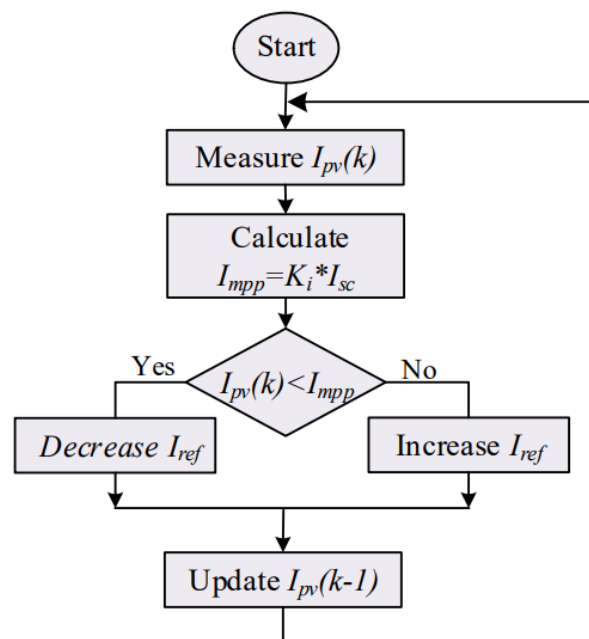 Start
Measure I_pv(k)
Calculate
I_mpp=K_i*I_sc
Yes
I_pv(k)<I_mpp
No
Decrease I_ref
Increase I_ref
Update I_pv(k-1)